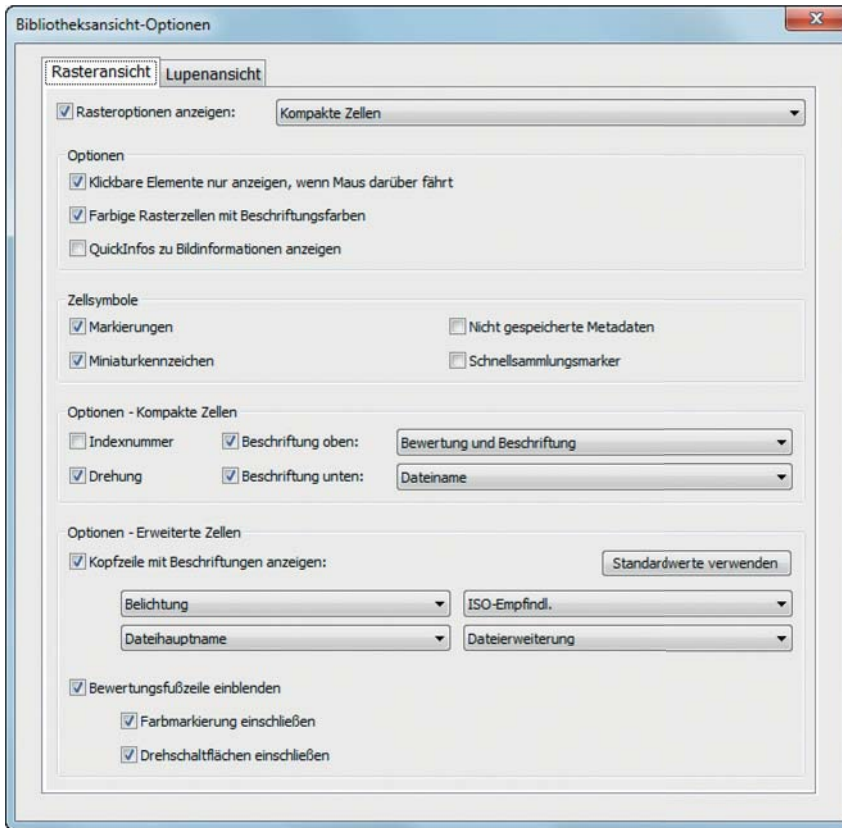 Bibliotheksansicht-Optionen
Rasteransicht Lupenansicht
Rasteroptionen anzeigen: Kompakte Zellen
Optionen
Klickbare Elemente nur anzeigen, wenn Maus darüber fährt
Farbige Rasterzellen mit Beschriftungsfarben
QuickInfos zu Bildinformationen anzeigen
Zellsymbole
Markierungen Nicht gespeicherte Metadaten
Miniaturkennzeichen Schnellsammlungsmarker
Optionen - Kompakte Zellen
Indexnummer Beschriftung oben: Bewertung und Beschriftung
Drehung Beschriftung unten: Dateiname
Optionen - Erweiterte Zellen
Kopfzeile mit Beschriftungen anzeigen: Standardwerte verwenden
Belichtung ISO-Empfindl.
Dateihauptname Dateierweiterung
Bewertungsfußzeile einblenden
Farbmarkierung einschließen
Drehschaltflächen einschließen